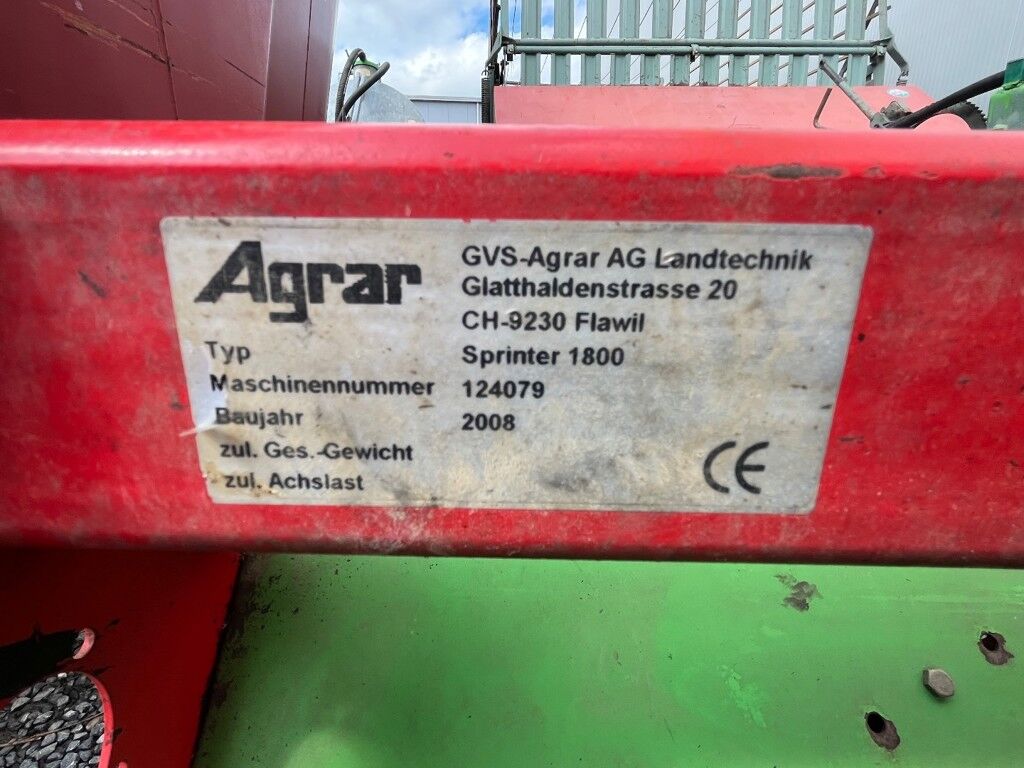 Agrar
GVS-Agrar AG Landtechnik
Glatthaldenstrasse 20
CH-9230 Flawil
Typ Sprinter 1800
Maschinennummer 124079
Baujahr 2008
zul. Ges.-Gewicht
zul. Achslast
CE